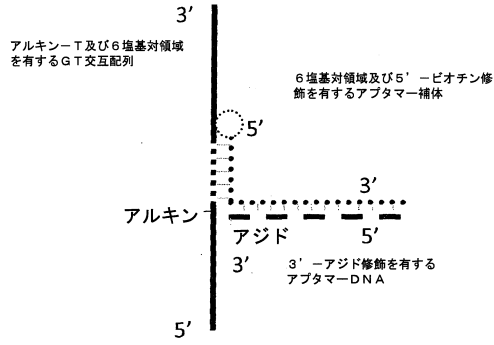 3’
アルキン－T及び６塩基対領域
を有するＧＴ交互配列
６塩基対領域及び５’－ビオチン修
飾を有するアプタマー補体
5’
3’
アルキン
アジド
5’
3’
３’－アジド修飾を有する
アプタマーＤＮＡ
5’